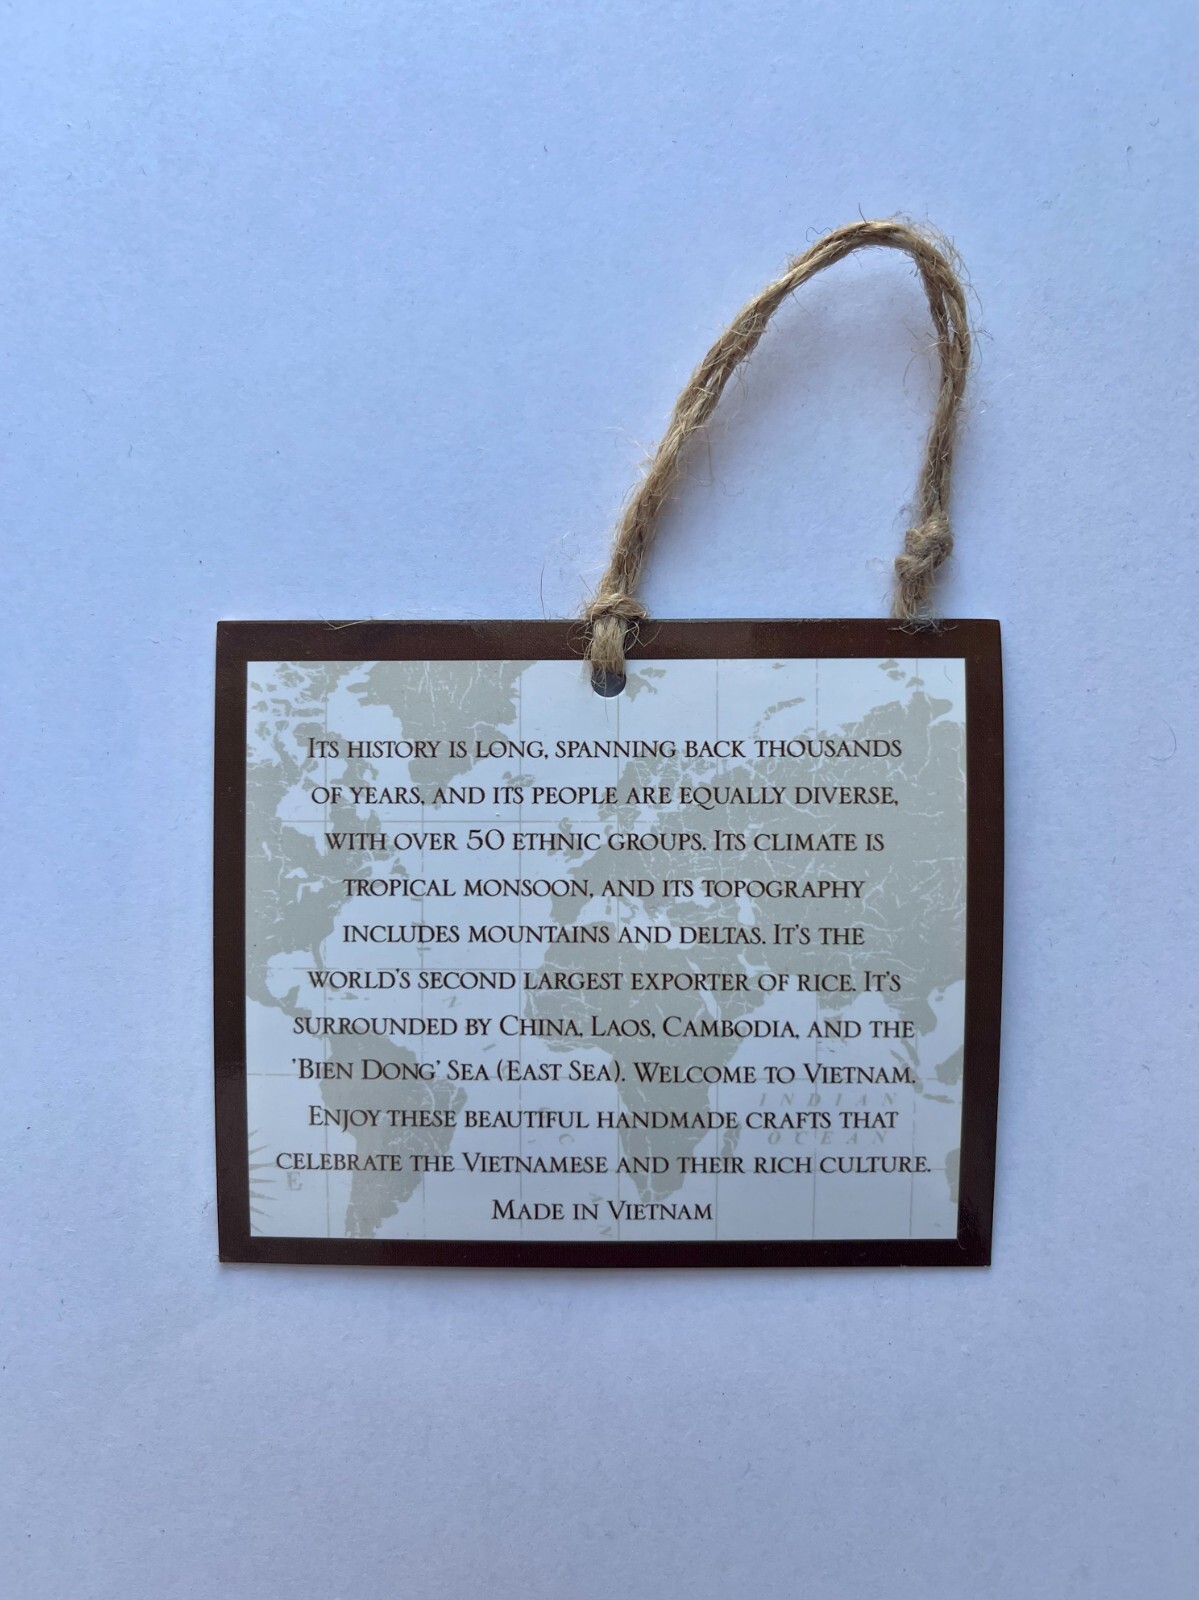 Its history is long, spanning back thousands
of years, and its people are equally diverse,
with over 50 ethnic groups. Its climate is
tropical monsoon, and its topography
includes mountains and deltas. It's the
world's second largest exporter of rice. It's
surrounded by China, Laos, Cambodia, and the
'Bien Dong' Sea (East Sea). Welcome to Vietnam.
Enjoy these beautiful handmade crafts that
celebrate the Vietnamese and their rich culture.
Made in Vietnam
INDIAN
OCEAN
E